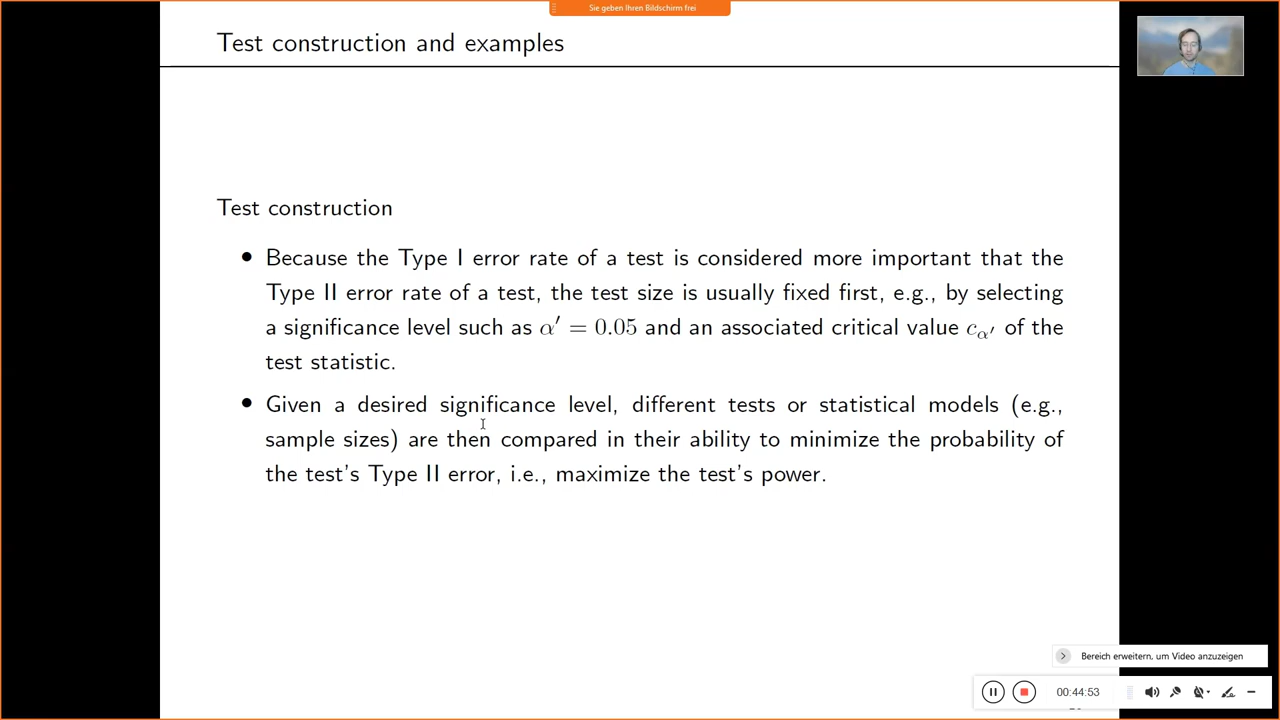 Sie geben Ihren Bildschirm frei
Test construction and examples
Test construction
• Because the Type I error rate of a test is considered more important that the
Type II error rate of a test, the test size is usually fixed first, e.g., by selecting
a significance level such as α′ = 0.05 and an associated critical value cα′ of the
test statistic.
• Given a desired significance level, different tests or statistical models (e.g.,
sample sizes) are then compared in their ability to minimize the probability of
the test's Type II error, i.e., maximize the test's power.
Bereich erweitern, um Video anzuzeigen
00:44:53